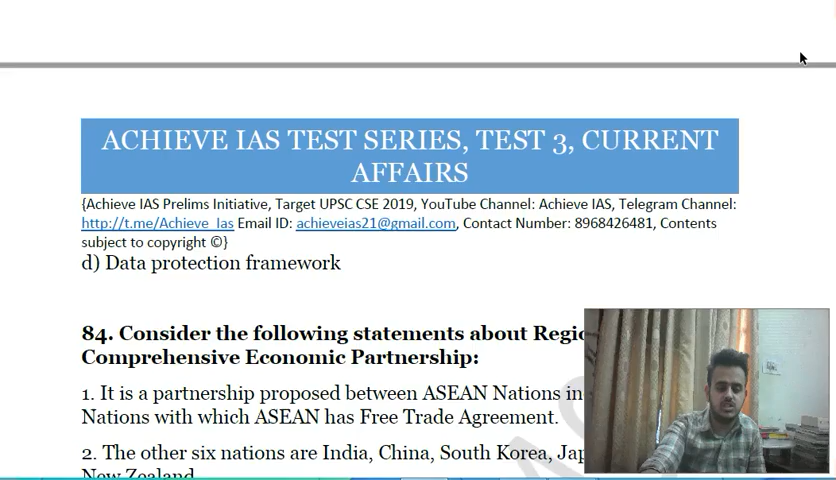 ACHIEVE IAS TEST SERIES, TEST 3, CURRENT
AFFAIRS
{Achieve IAS Prelims Initiative, Target UPSC CSE 2019, YouTube Channel: Achieve IAS, Telegram Channel:
http://t.me/Achieve_Ias Email ID: achieveias21@gmail.com, Contact Number: 8968426481, Contents
subject to copyright ©}
d) Data protection framework
84. Consider the following statements about
Comprehensive Economic Partnership:
1. It is a partnership proposed between ASEAN Nations
Nations with which ASEAN has Free Trade Agreement.
2. The other six nations are India, China, South Korea,
New Zealand